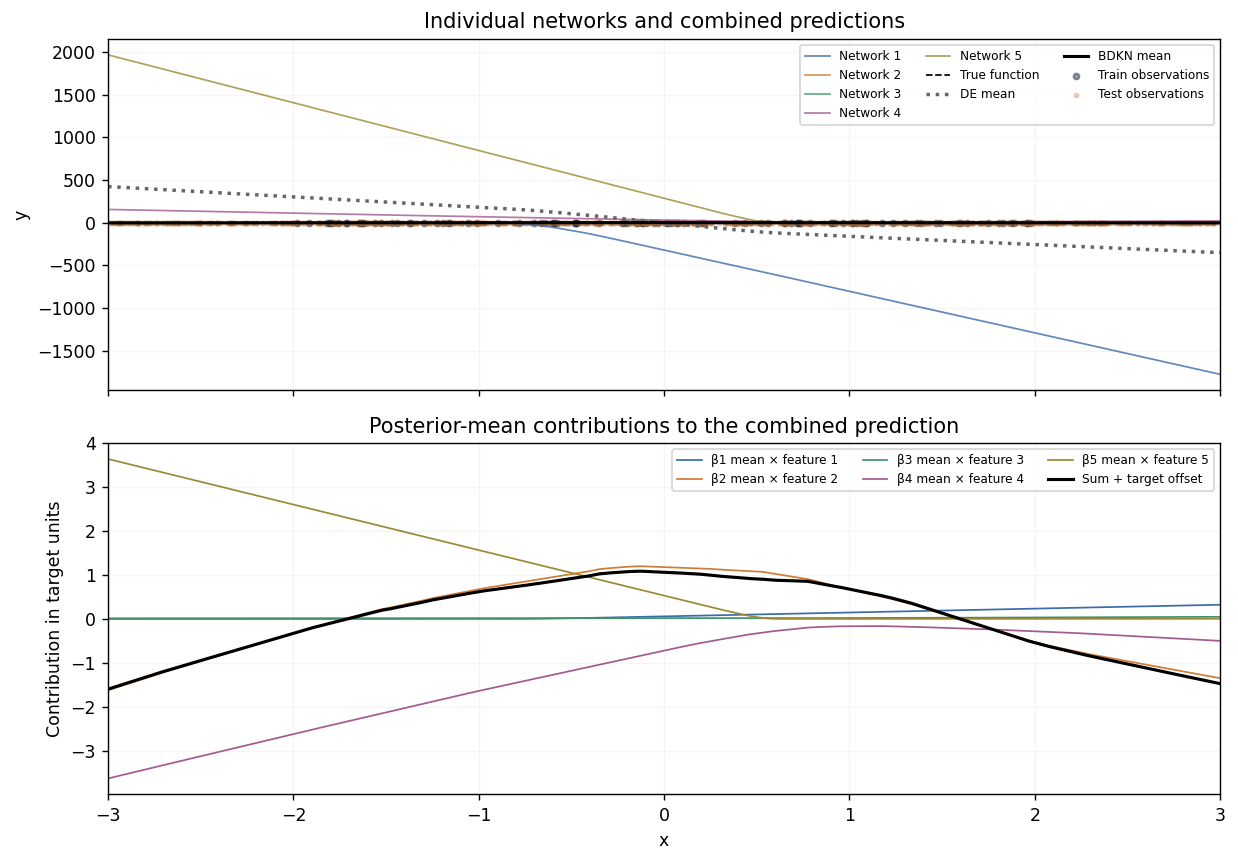 Individual networks and combined predictions
2000
1500
1000
500
0
−500
−1000
−1500
y
Network 1
Network 2
Network 3
Network 4
Network 5
True function
DE mean
BDKN mean
Train observations
Test observations
Posterior-mean contributions to the combined prediction
4
3
2
1
0
−1
−2
−3
Contribution in target units
β1 mean × feature 1
β2 mean × feature 2
β3 mean × feature 3
β4 mean × feature 4
β5 mean × feature 5
Sum + target offset
−3 −2 −1 0 1 2 3
x